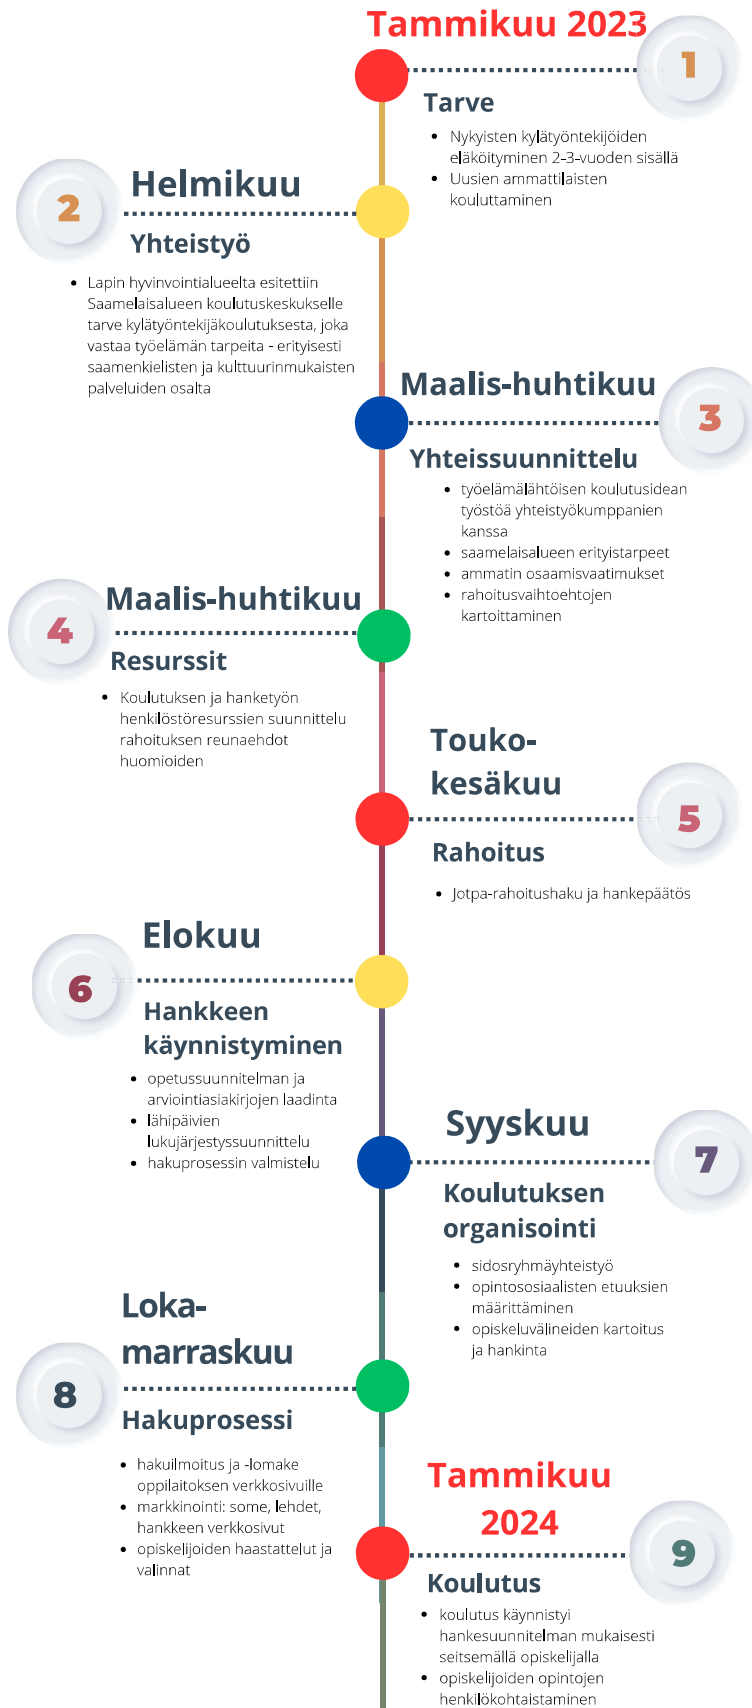 Tammikuu 2023
1
Tarve
• Nykyisten kylätyöntekijöiden
eläköityminen 2-3-vuoden sisällä
• Uusien ammattilaisten
kouluttaminen
2
Helmikuu
Yhteistyö
• Lapin hyvinvointialueelta esitettiin
Saamelaisalueen koulutuskeskukselle
tarve kylätyöntekijäkoulutuksesta, joka
vastaa työelämän tarpeita - erityisesti
saamenkielisten ja kulttuurinmukaisten
palveluiden osalta
Maalis-huhtikuu
3
Yhteissuunnittelu
• työelämälähtöisen koulutusidean
työstöä yhteistyökumppanien
kanssa
• saamelaisalueen erityistarpeet
• ammatin osaamisvaatimukset
• rahoitusvaihtoehtojen
kartoittaminen
4
Maalis-huhtikuu
Resurssit
• Koulutuksen ja hanketyön
henkilöstöresurssien suunnittelu
rahoituksen reunaehdot
huomioiden
Touko-
kesäkuu
5
Rahoitus
• Jotpa-rahoitushaku ja hankepäätös
6
Elokuu
Hankkeen
käynnistyminen
• opetussuunnitelman ja
arviointiasiakirjojen laadinta
• lähipäivien
lukujärjestyssuunnittelu
• hakuprosessin valmistelu
Syyskuu
7
Koulutuksen
organisointi
• sidosryhmäyhteistyö
• opintososiaalisten etuuksien
määrittäminen
• opiskeluvälineiden kartoitus
ja hankinta
8
Loka-
marraskuu
Hakuprosessi
• hakuilmoitus ja -lomake
oppilaitoksen verkkosivuille
• markkinointi: some, lehdet,
hankkeen verkkosivut
• opiskelijoiden haastattelut ja
valinnat
Tammikuu
2024
9
Koulutus
• koulutus käynnistyi
hankesuunnitelman mukaisesti
seitsemällä opiskelijalla
• opiskelijoiden opintojen
henkilökohtaistaminen